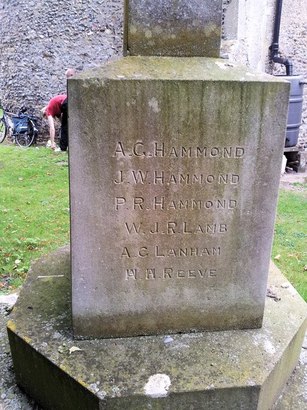 A.C. HAMMOND
J.W. HAMMOND
P.R. HAMMOND
W.J.R. LAMB
A.C. LANHAM
W.H. REEVE